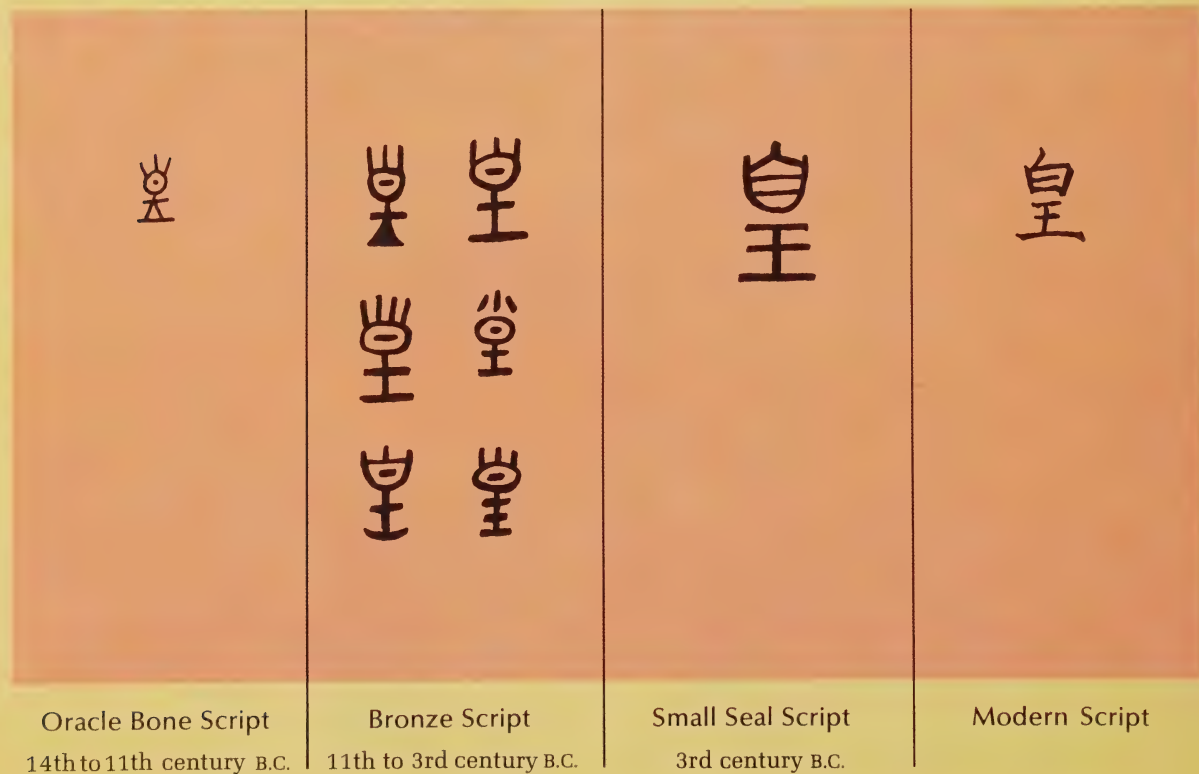 皇
Oracle Bone Script
14th to 11th century B.C.
Bronze Script
11th to 3rd century B.C.
Small Seal Script
3rd century B.C.
Modern Script